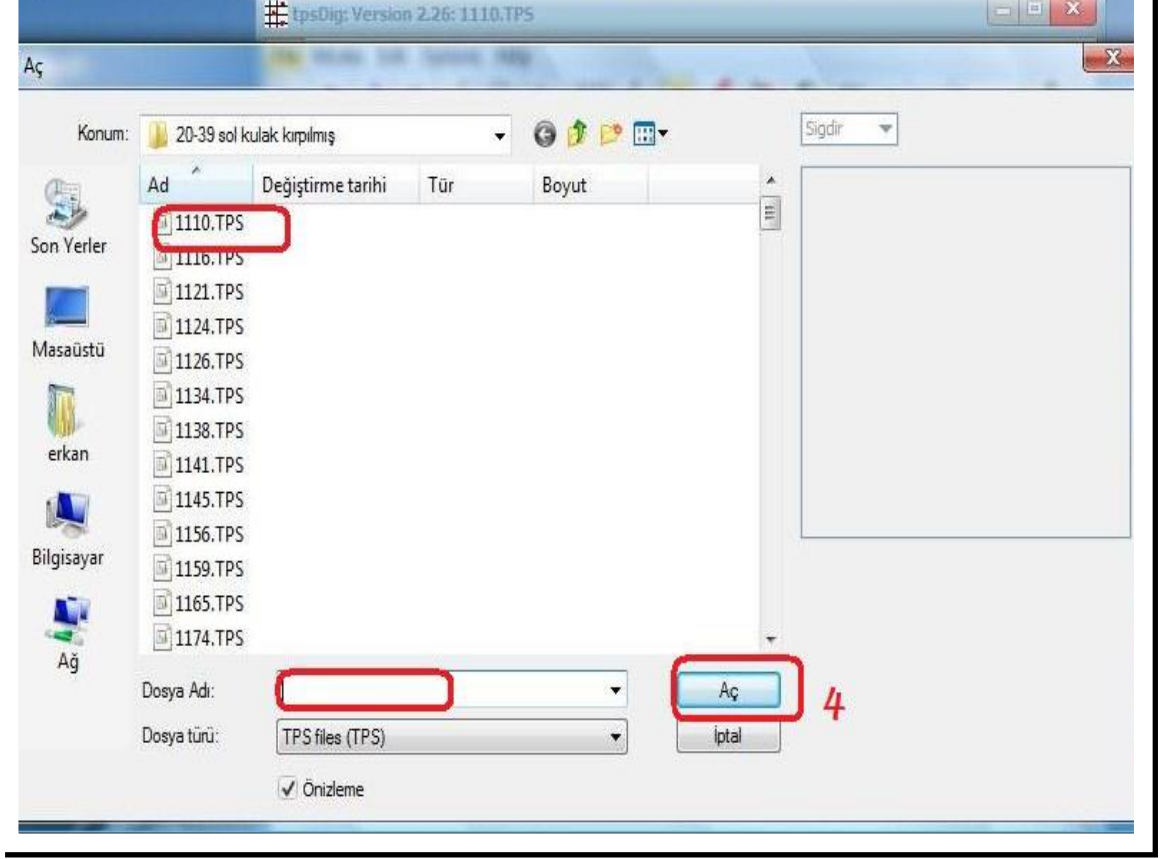 tpsDig: Version 2.26: 1110.TPS
Aç
Konum: 20-39 sol kulak kırpılmış
Sigdir
Ad Değiştirme tarihi Tür Boyut
1110.TPS
1116.TPS
1121.TPS
1124.TPS
1126.TPS
1134.TPS
1138.TPS
1141.TPS
1145.TPS
1156.TPS
1159.TPS
1165.TPS
1174.TPS
Son Yerler
Masaüstü
erkan
Bilgisayar
Ağ
Dosya Adı: Aç 4
Dosya türü: TPS files (TPS) İptal
Önizleme